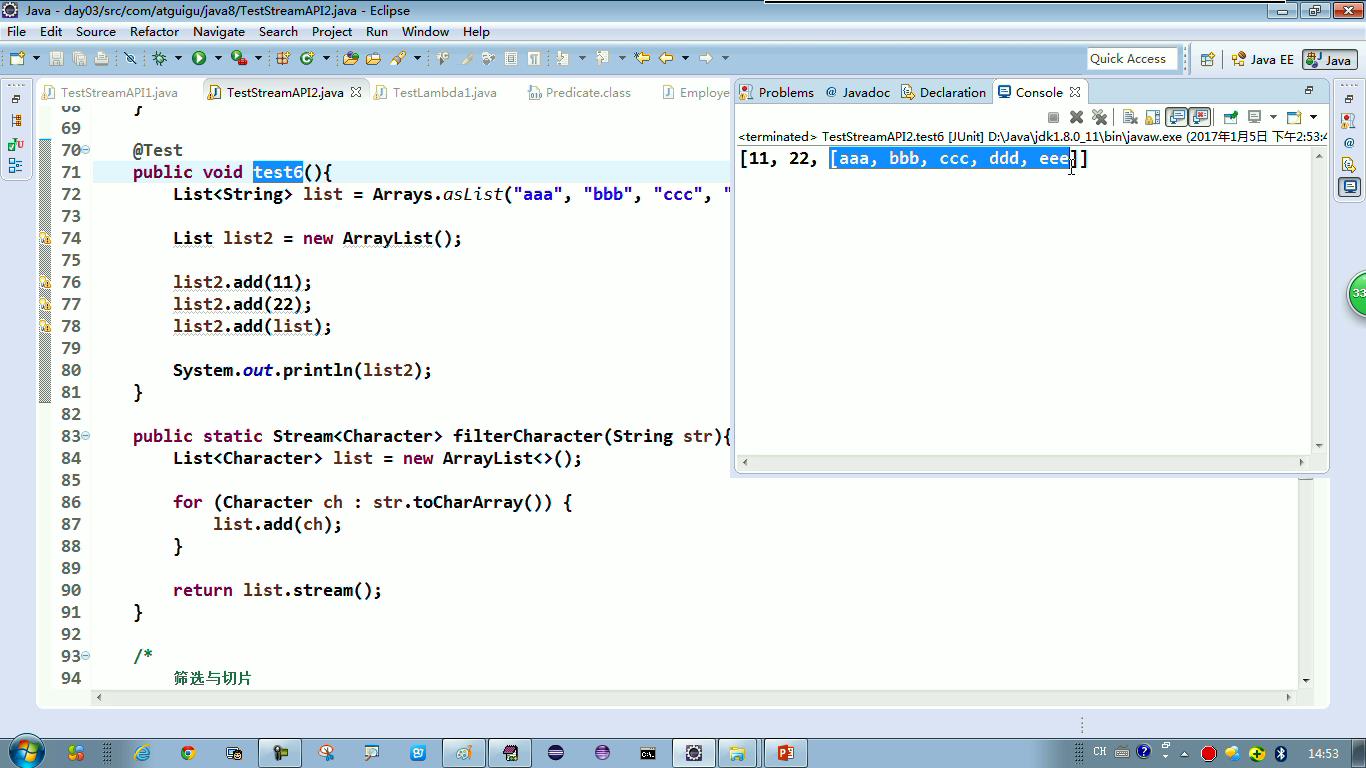 Java - day03/src/com/atguigu/java8/TestStreamAPI2.java - Eclipse
File Edit Source Refactor Navigate Search Project Run Window Help
Quick Access Java EE Java
TestStreamAPI1.java TestStreamAPI2.java TestLambda1.java Predicate.class Employe
Problems @ Javadoc Declaration Console
<terminated> TestStreamAPI2.test6 [JUnit] D:\Java\jdk1.8.0_11\bin\javaw.exe (2017年1月5日 下午2:53:4
[11, 22, [aaa, bbb, ccc, ddd, eee]]
68 }
69
70 @Test
71 public void test6(){
72 List<String> list = Arrays.asList("aaa", "bbb", "ccc", "
73
74 List list2 = new ArrayList();
75
76 list2.add(11);
77 list2.add(22);
78 list2.add(list);
79
80 System.out.println(list2);
81 }
82
83 public static Stream<Character> filterCharacter(String str){
84 List<Character> list = new ArrayList<>();
85
86 for (Character ch : str.toCharArray()) {
87 list.add(ch);
88 }
89
90 return list.stream();
91 }
92
93 /*
94 筛选与切片
33
CH 14:53